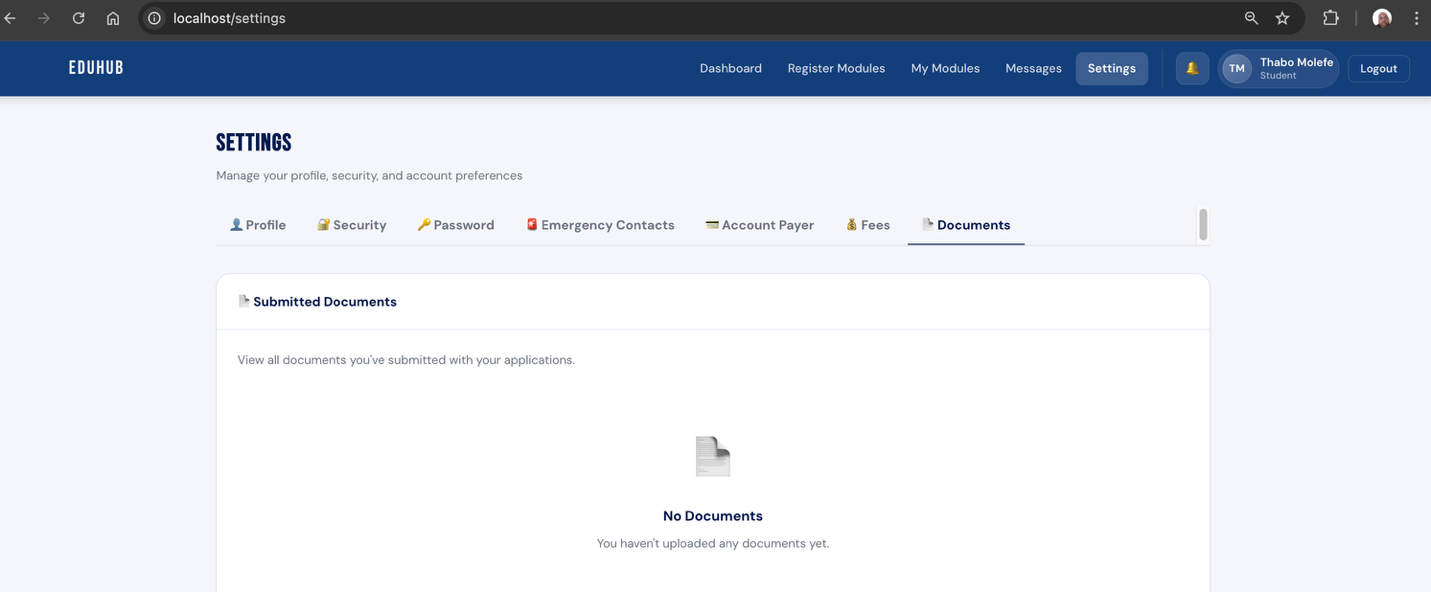 localhost/settings
EDUHUB
Dashboard Register Modules My Modules Messages Settings
TM Thabo Molefe
Student
Logout
SETTINGS
Manage your profile, security, and account preferences
Profile Security Password Emergency Contacts Account Payer Fees Documents
Submitted Documents
View all documents you've submitted with your applications.
No Documents
You haven't uploaded any documents yet.